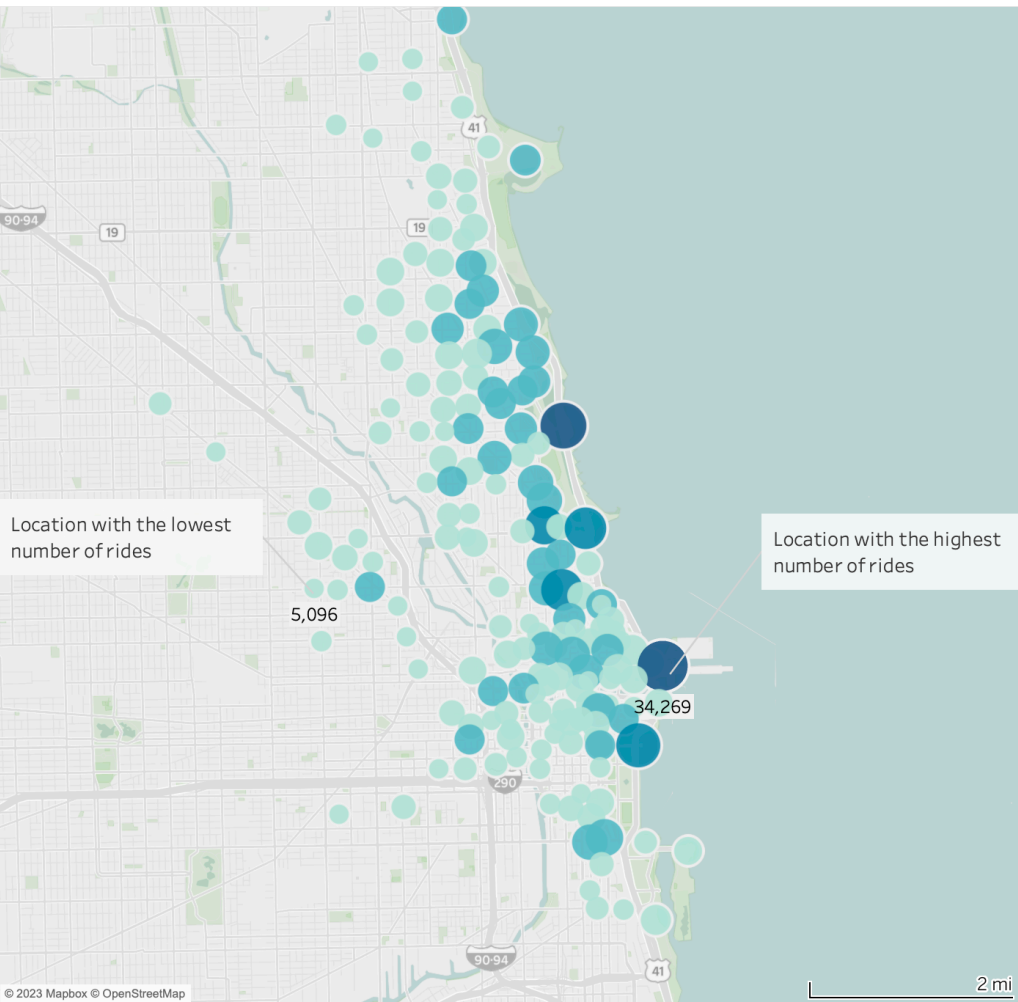 41
90-94
19
19
Location with the lowest
number of rides
Location with the highest
number of rides
5,096
34,269
290
90-94
41
2 mi
© 2023 Mapbox © OpenStreetMap